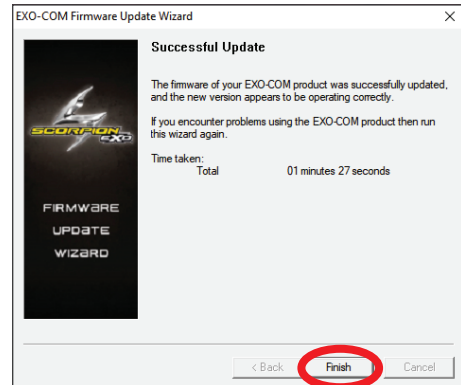 EXO-COM Firmware Update Wizard
Successful Update
The firmware of your EXO-COM product was successfully updated,
and the new version appears to be operating correctly.
If you encounter problems using the EXO-COM product then run
this wizard again.
Time taken:
Total 01 minutes 27 seconds
SCORPION
EXO
FIRMWARE
UPDATE
WIZARD
< Back Finish Cancel